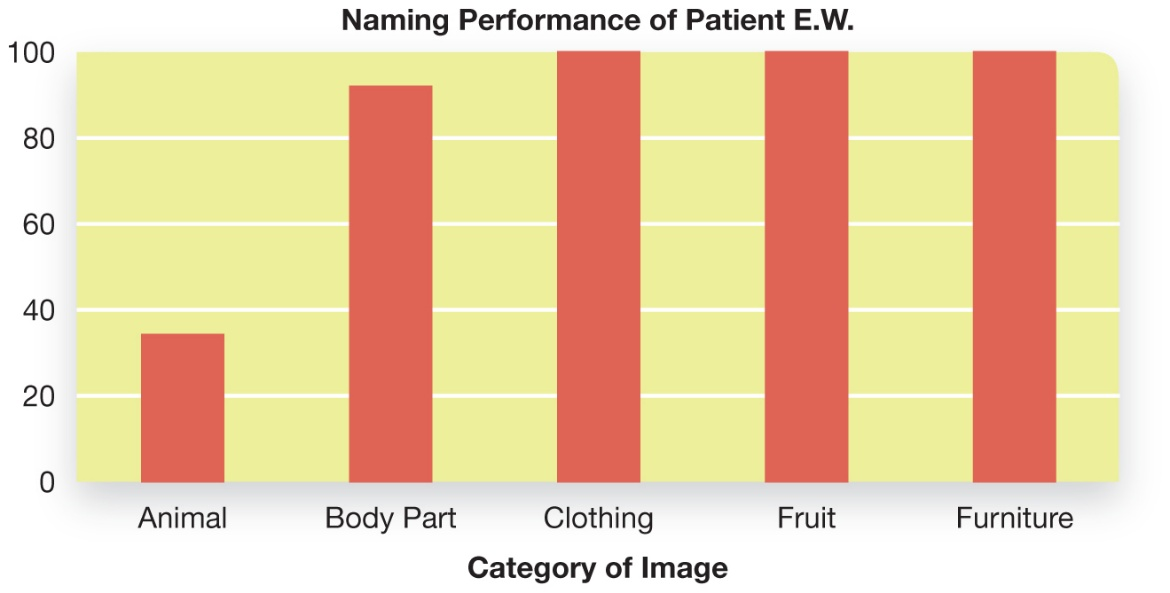 Naming Performance of Patient E.W.
100
80
60
40
20
0
Animal Body Part Clothing Fruit Furniture
Category of Image